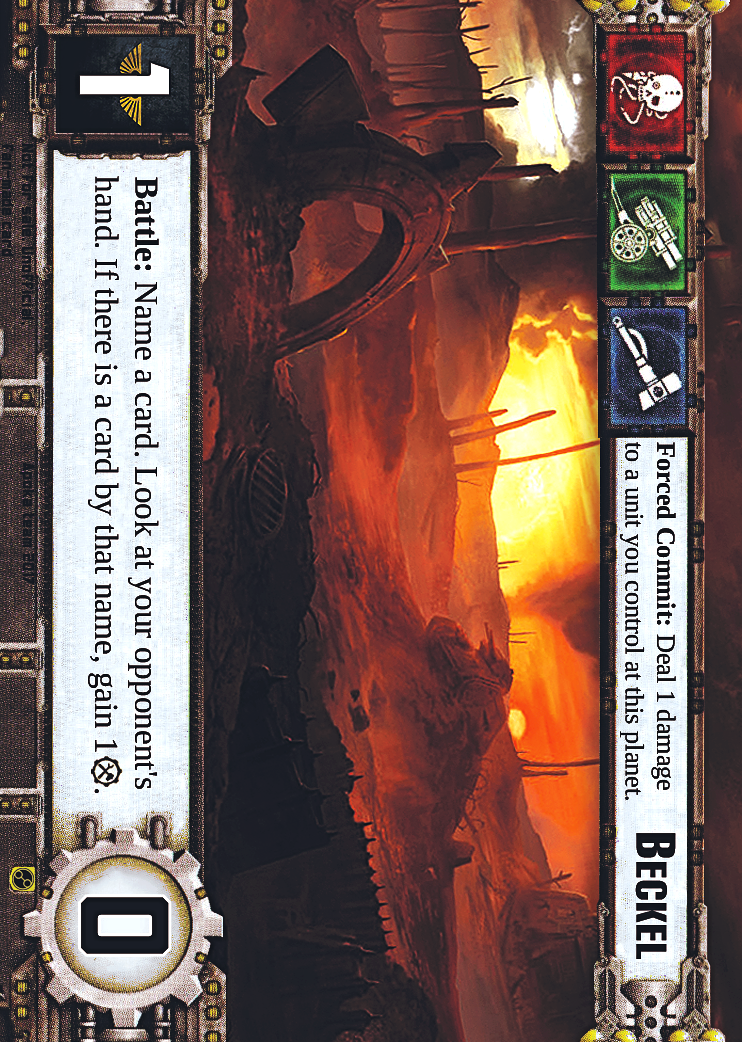 Forced Commit: Deal 1 damage
to a unit you control at this planet.
BECKEL
1
Battle: Name a card. Look at your opponent's
hand. If there is a card by that name, gain 1.
0